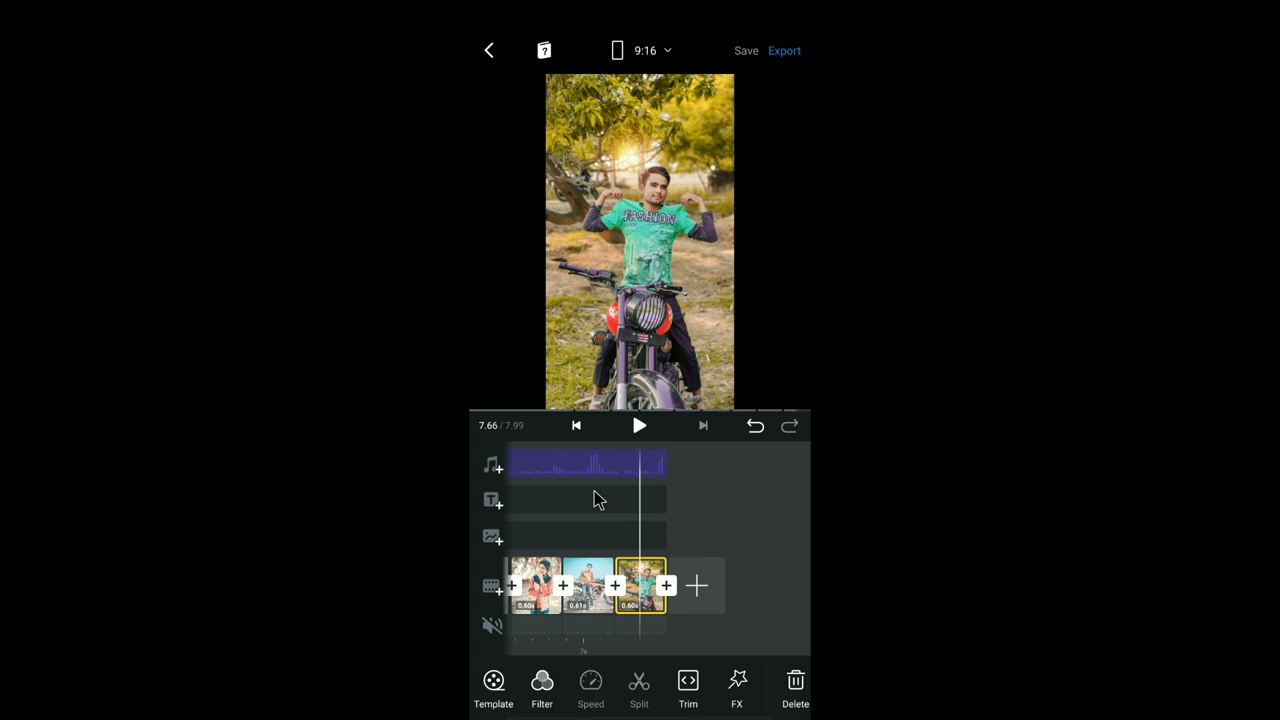 ?
9:16
Save
Export
FASHION
7.66 / 7.99
T
0.60s
0.61s
0.60s
7s
Template
Filter
Speed
Split
Trim
FX
Delete